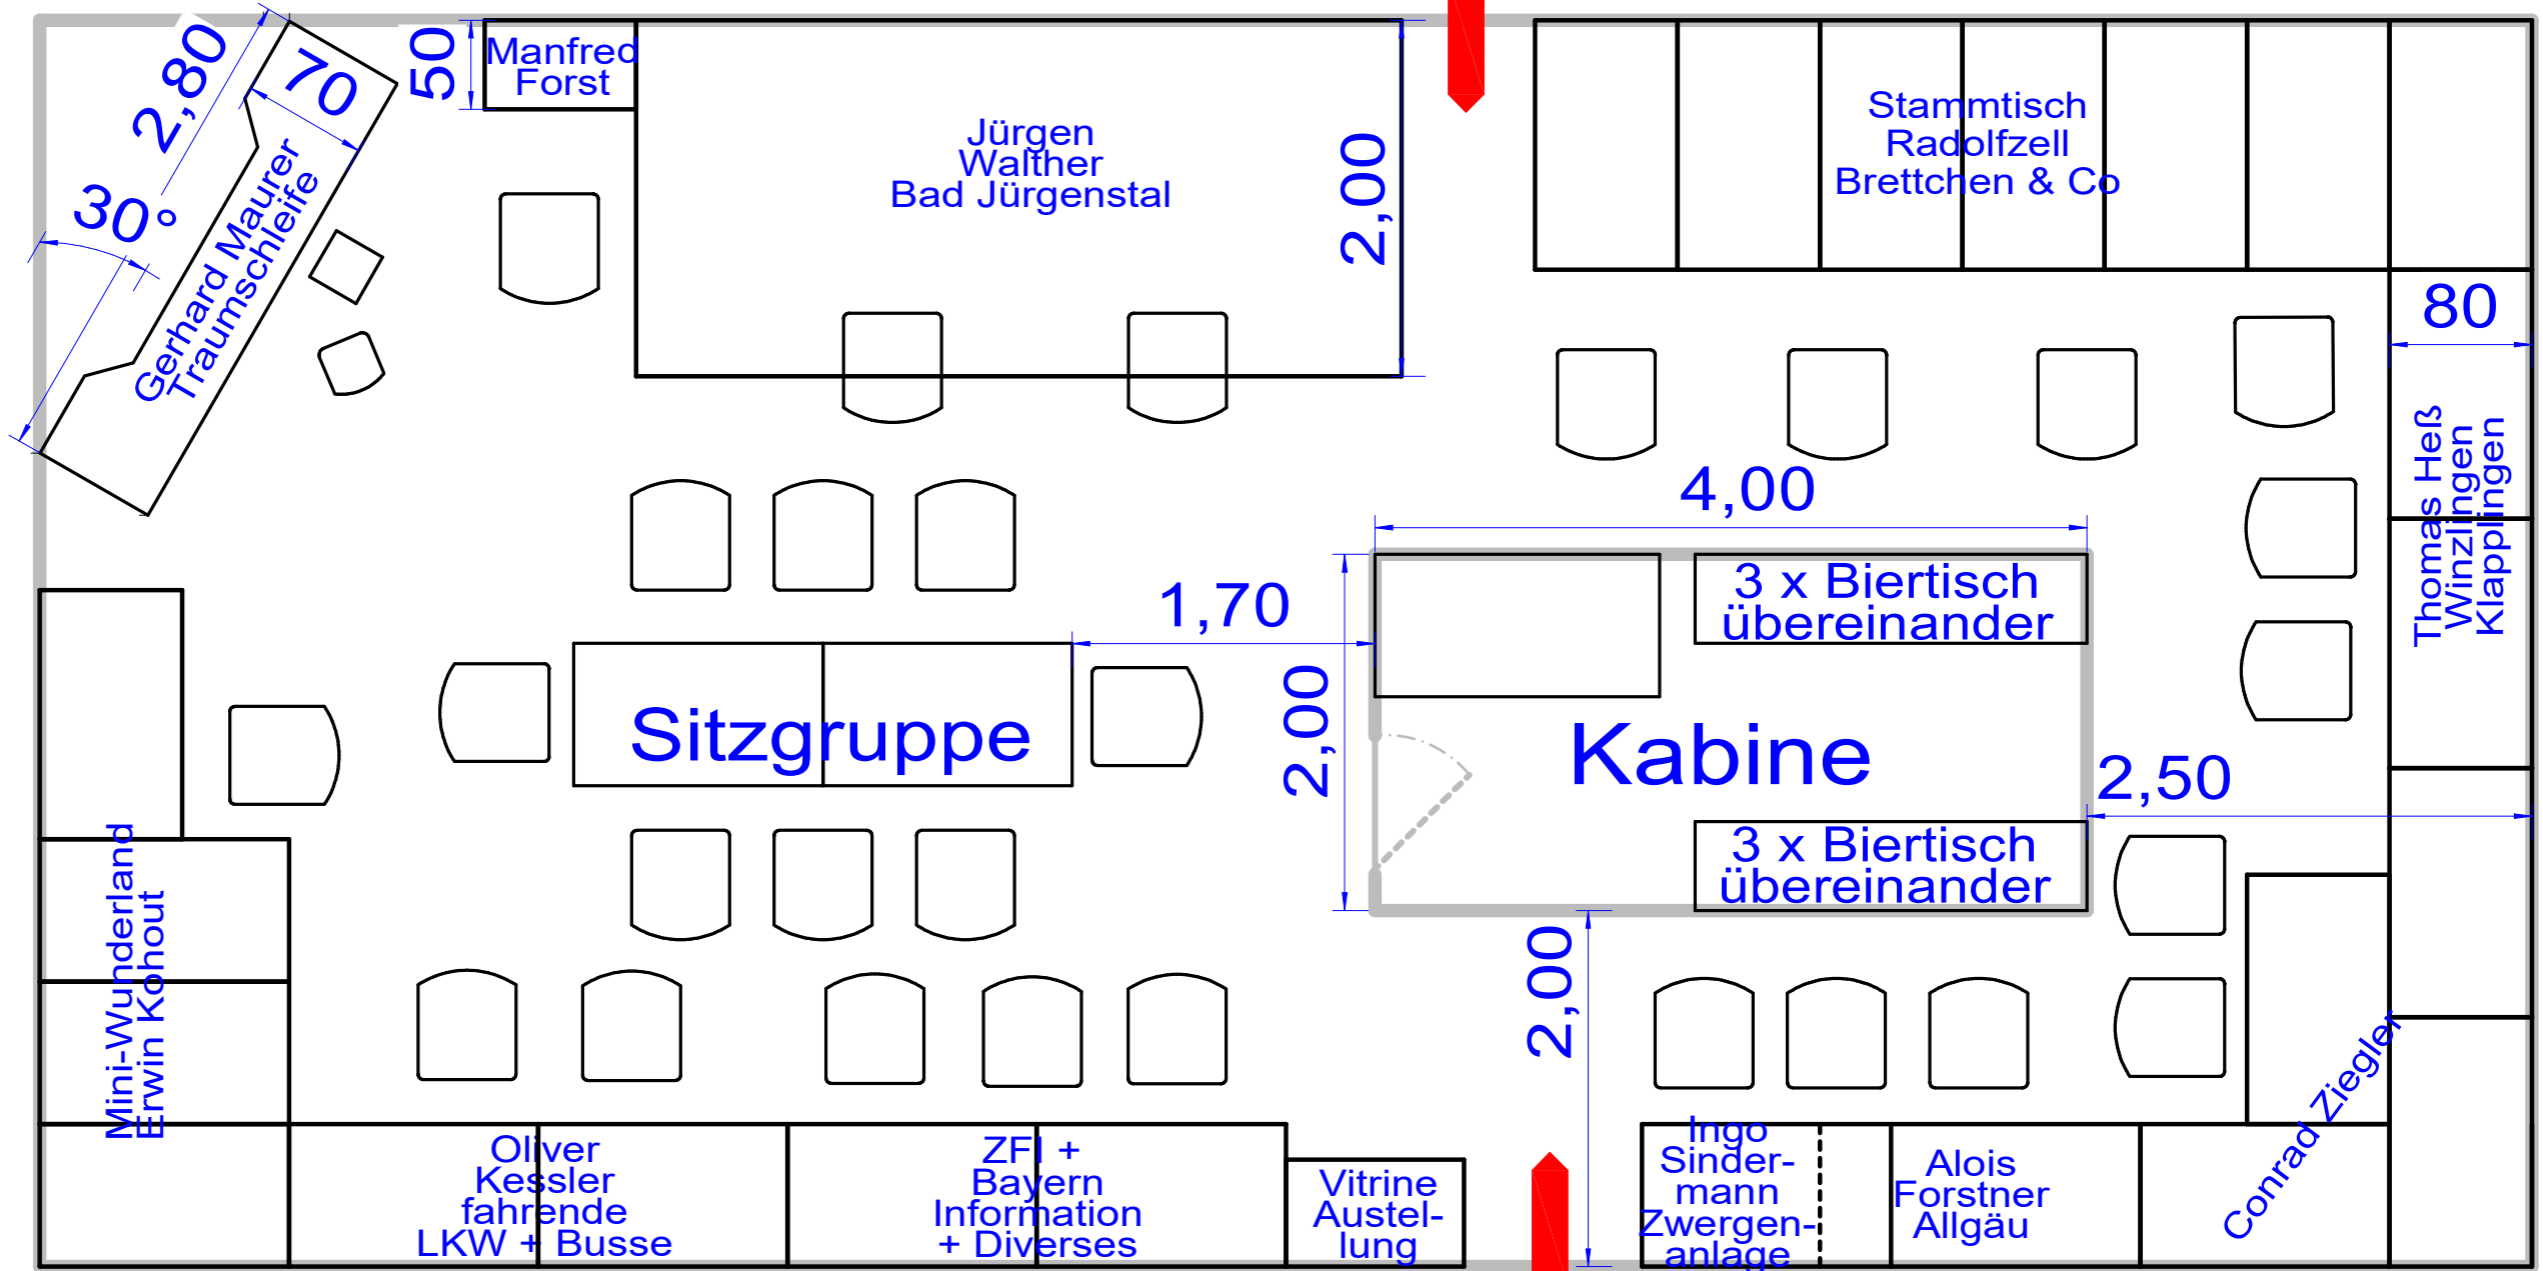 2,80
70
30°
Gerhard Maurer
Traumschleife
50
Manfred
Forst
Jürgen
Walther
Bad Jürgenstal
2,00
Stammtisch
Radolfzell
Brettchen & Co
80
Thomas Heß
Winzlingen
Klapplingen
4,00
1,70
2,00
3 x Biertisch
übereinander
Sitzgruppe
Kabine
2,50
3 x Biertisch
übereinander
2,00
Mini-Wunderland
Erwin Kohout
Oliver
Kessler
fahrende
LKW + Busse
ZFI +
Bayern
Information
+ Diverses
Vitrine
Austel-
lung
Ingo
Sinder-
mann
Zwergen-
anlage
Alois
Forstner
Allgäu
Conrad Ziegler